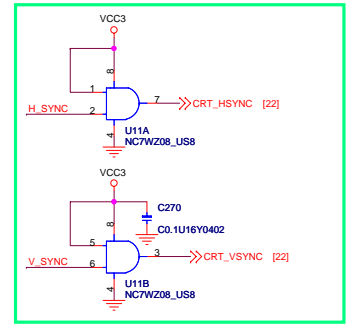 VCC3
8
1
7
CRT_HSYNC [22]
H_SYNC
2
4
U11A
NC7WZ08_US8
VCC3
C270
8
C0.1U16Y0402
5
3
CRT_VSYNC [22]
V_SYNC
6
4
U11B
NC7WZ08_US8